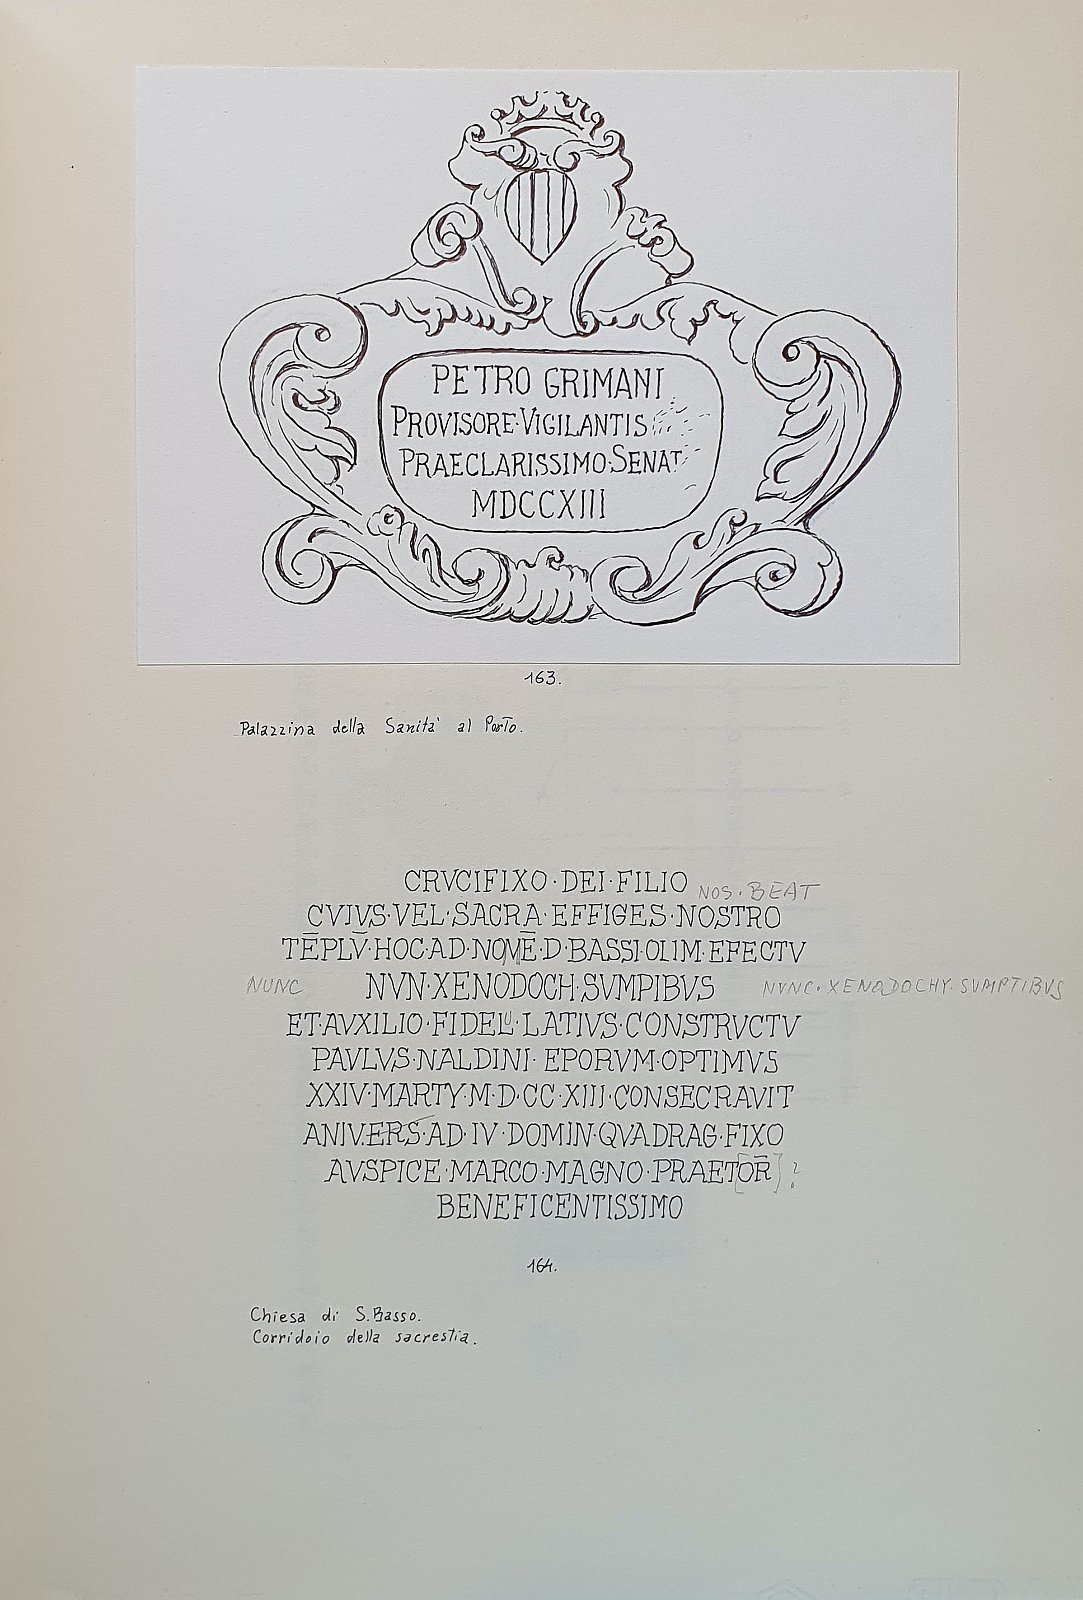 PETRO GRIMANI
PROVISORE·VIGILANTIS
PRAECLARISSIMO·SENAT
MDCCXIII
163.
Palazzina della Sanità al Porto.
CRVCIFIXO·DEI·FILIO NOS·BEAT
CVIVS·VEL·SACRA·EFFIGES·NOSTRO
TĒPLV̄·HOC·AD·NOVĒ·D·BASSI·OLIM·EFECTV
NUNC NVN·XENODOCH·SVMPIBVS NVNC·XENODOCHY·SVMPTIBVS
ET·AVXILIO·FIDEL·LATIVS·CONSTRVCTV
PAVLVS·NALDINI·EPORVM·OPTIMVS
XXIV·MARTY·M·D·CC·XIII·CONSECRAVIT
ANIVERS·AD·IV·DOMIN·QVADRAG·FIXO
AVSPICE·MARCO·MAGNO·PRAET[OR̄]?
BENEFICENTISSIMO
164.
Chiesa di S. Basso.
Corridoio della sacrestia.